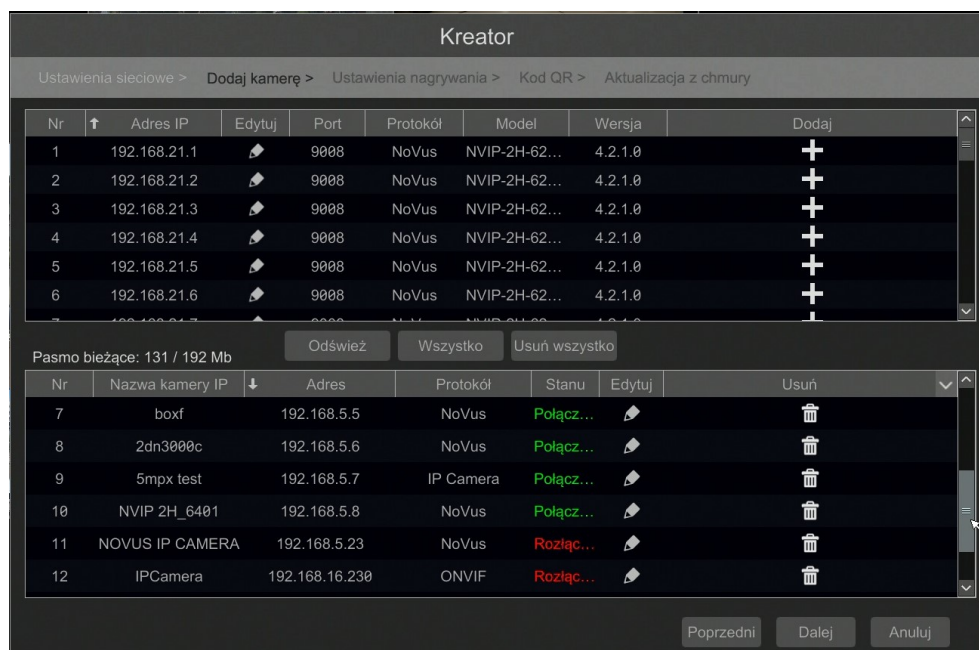 Kreator
Ustawienia sieciowe > Dodaj kamerę > Ustawienia nagrywania > Kod QR > Aktualizacja z chmury
Nr Adres IP Edytuj Port Protokół Model Wersja Dodaj
1 192.168.21.1 9008 NoVus NVIP-2H-62... 4.2.1.0
2 192.168.21.2 9008 NoVus NVIP-2H-62... 4.2.1.0
3 192.168.21.3 9008 NoVus NVIP-2H-62... 4.2.1.0
4 192.168.21.4 9008 NoVus NVIP-2H-62... 4.2.1.0
5 192.168.21.5 9008 NoVus NVIP-2H-62... 4.2.1.0
6 192.168.21.6 9008 NoVus NVIP-2H-62... 4.2.1.0
Odśwież Wszystko Usuń wszystko
Pasmo bieżące: 131 / 192 Mb
Nr Nazwa kamery IP Adres Protokół Stanu Edytuj Usuń
7 boxf 192.168.5.5 NoVus Połącz...
8 2dn3000c 192.168.5.6 NoVus Połącz...
9 5mpx test 192.168.5.7 IP Camera Połącz...
10 NVIP 2H_6401 192.168.5.8 NoVus Połącz...
11 NOVUS IP CAMERA 192.168.5.23 NoVus Rozłąc...
12 IPCamera 192.168.16.230 ONVIF Rozłąc...
Poprzedni Dalej Anuluj